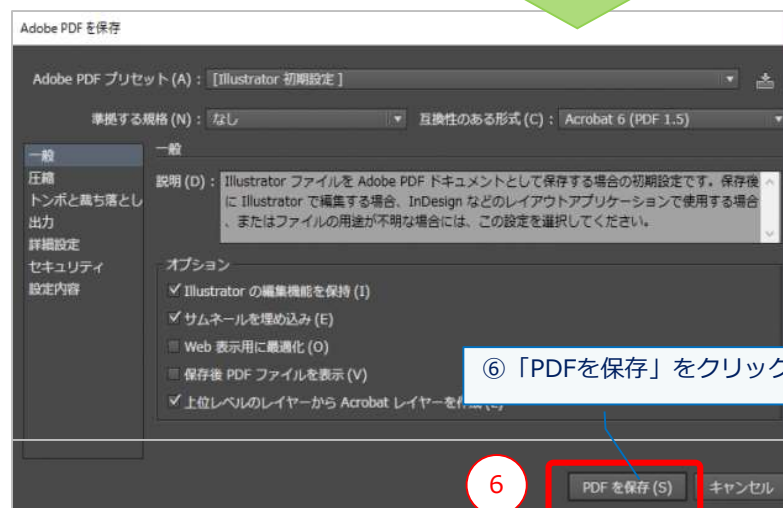 Adobe PDF を保存
Adobe PDF プリセット (A) : [Illustrator 初期設定 ]
準拠する規格 (N) : なし 互換性のある形式 (C) : Acrobat 6 (PDF 1.5)
一般
圧縮
トンボと裁ち落とし
出力
詳細設定
セキュリティ
設定内容
一般
説明 (D) : Illustrator ファイルを Adobe PDF ドキュメントとして保存する場合の初期設定です。保存後
に Illustrator で編集する場合、InDesign などのレイアウトアプリケーションで使用する場合
、またはファイルの用途が不明な場合には、この設定を選択してください。
オプション
Illustrator の編集機能を保持 (I)
サムネールを埋め込み (E)
Web 表示用に最適化 (O)
保存後 PDF ファイルを表示 (V)
上位レベルのレイヤーから Acrobat レイヤーを
⑥「PDFを保存」をクリック
6
PDF を保存 (S) キャンセル